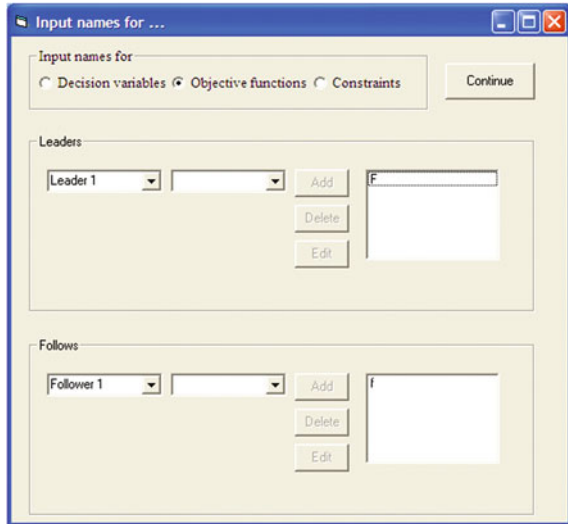 Input names for ...
Input names for
Decision variables Objective functions Constraints
Continue
Leaders
Leader 1
Add
F
Delete
Edit
Follows
Follower 1
Add
f
Delete
Edit